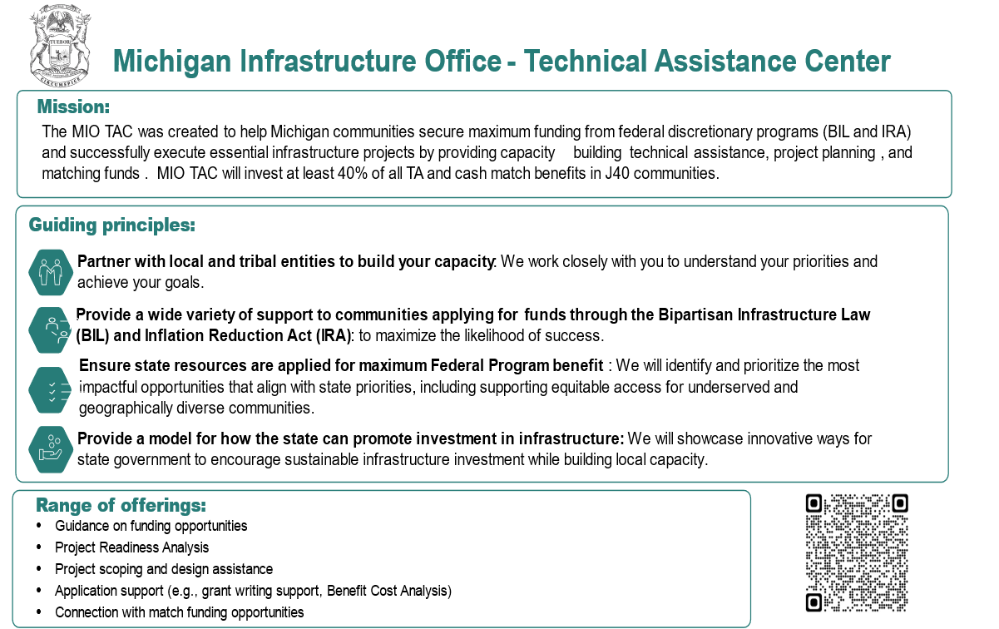 TUEBOR
CIRCUMSPICE
Michigan Infrastructure Office - Technical Assistance Center
Mission:
The MIO TAC was created to help Michigan communities secure maximum funding from federal discretionary programs (BIL and IRA)
and successfully execute essential infrastructure projects by providing capacity building technical assistance, project planning , and
matching funds . MIO TAC will invest at least 40% of all TA and cash match benefits in J40 communities.
Guiding principles:
Partner with local and tribal entities to build your capacity: We work closely with you to understand your priorities and
achieve your goals.
Provide a wide variety of support to communities applying for funds through the Bipartisan Infrastructure Law
(BIL) and Inflation Reduction Act (IRA): to maximize the likelihood of success.
Ensure state resources are applied for maximum Federal Program benefit : We will identify and prioritize the most
impactful opportunities that align with state priorities, including supporting equitable access for underserved and
geographically diverse communities.
Provide a model for how the state can promote investment in infrastructure: We will showcase innovative ways for
state government to encourage sustainable infrastructure investment while building local capacity.
Range of offerings:
• Guidance on funding opportunities
• Project Readiness Analysis
• Project scoping and design assistance
• Application support (e.g., grant writing support, Benefit Cost Analysis)
• Connection with match funding opportunities